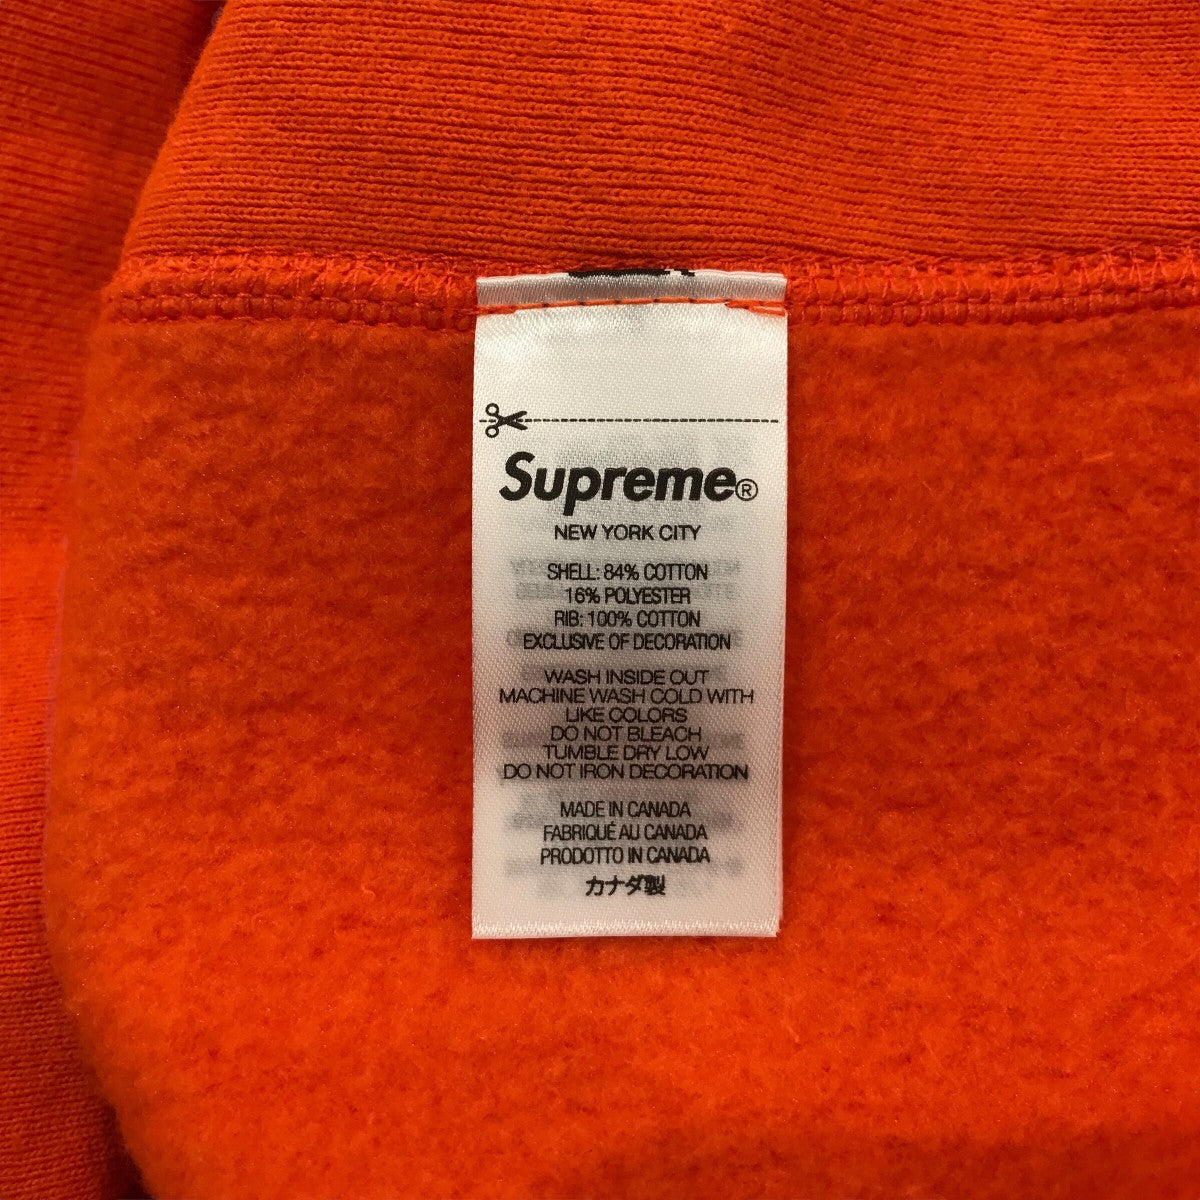 Supreme®
NEW YORK CITY
SHELL: 84% COTTON
16% POLYESTER
RIB: 100% COTTON
EXCLUSIVE OF DECORATION
WASH INSIDE OUT
MACHINE WASH COLD WITH
LIKE COLORS
DO NOT BLEACH
TUMBLE DRY LOW
DO NOT IRON DECORATION
MADE IN CANADA
FABRIQUÉ AU CANADA
PRODOTTO IN CANADA
カナダ製